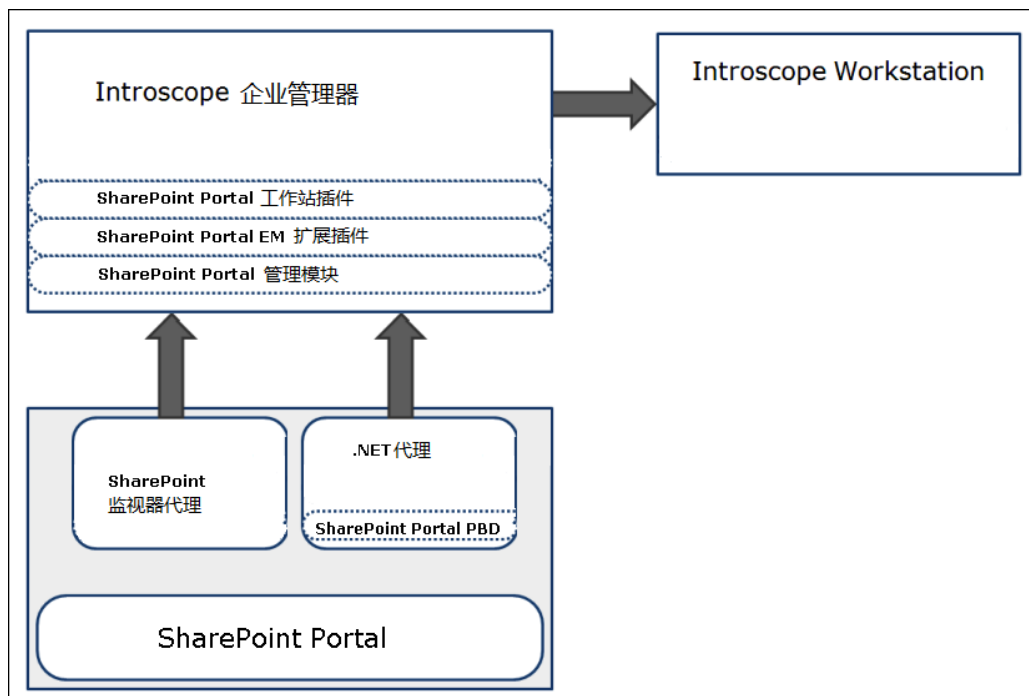 Introscope 企业管理器
Introscope Workstation
SharePoint Portal 工作站插件
SharePoint Portal EM 扩展插件
SharePoint Portal 管理模块
SharePoint
监视器代理
.NET代理
SharePoint Portal PBD
SharePoint Portal